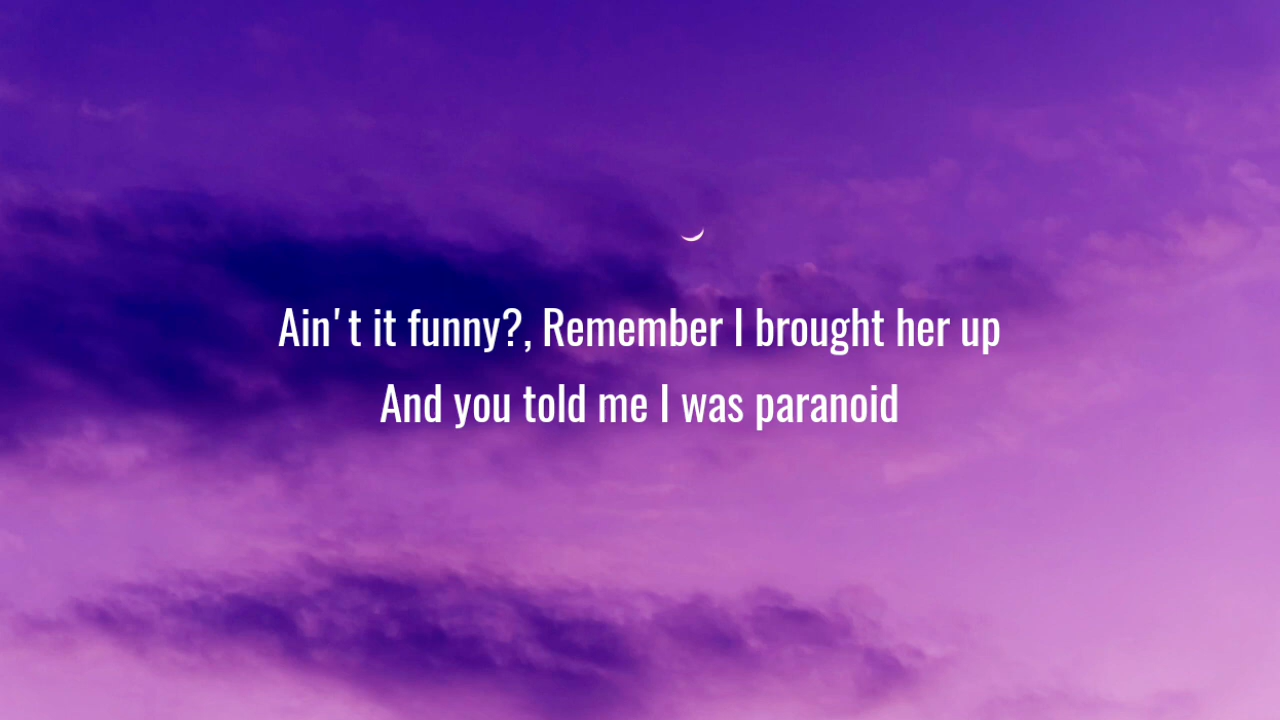 Ain't it funny?, Remember I brought her up
And you told me I was paranoid